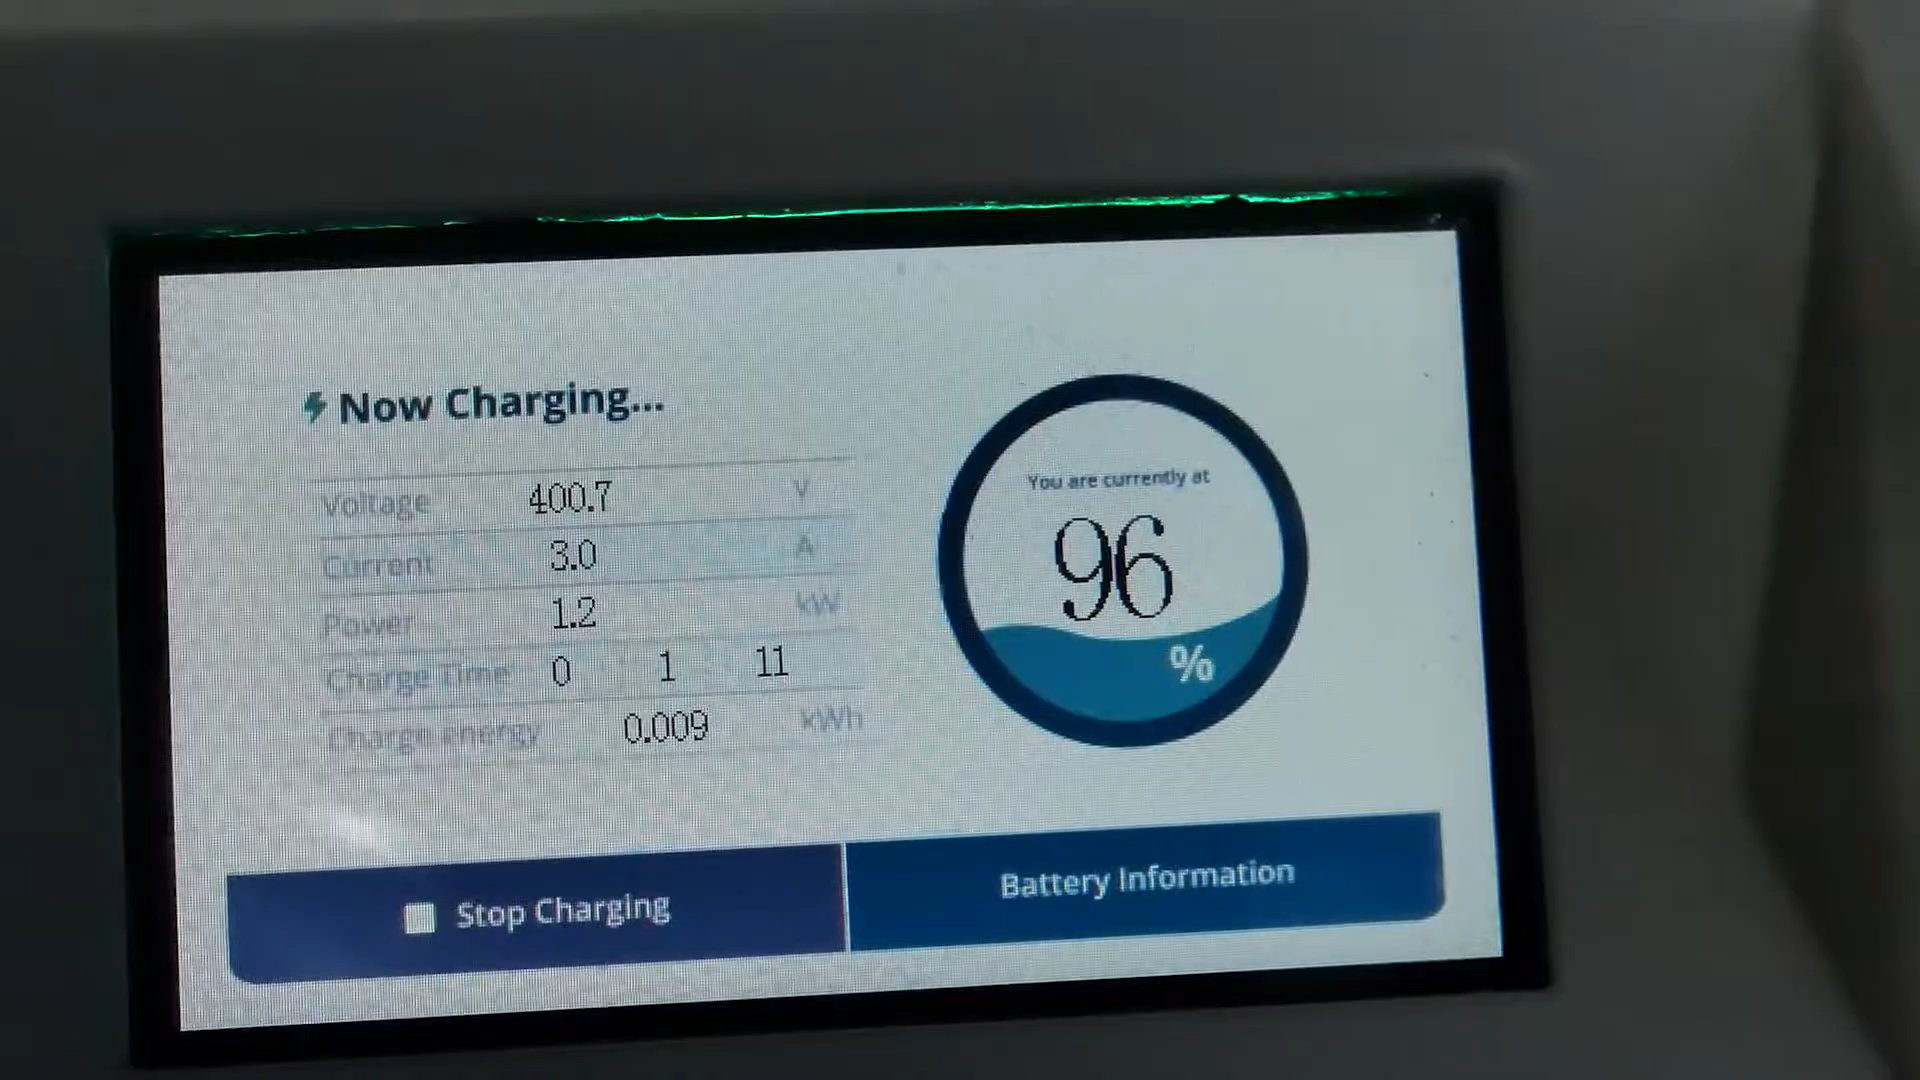 Now Charging...
Voltage 400.7 V
Current 3.0 A
Power 1.2 kW
Charge Time 0 1 11
Charge energy 0.009 kWh
You are currently at
96
%
Stop Charging
Battery Information